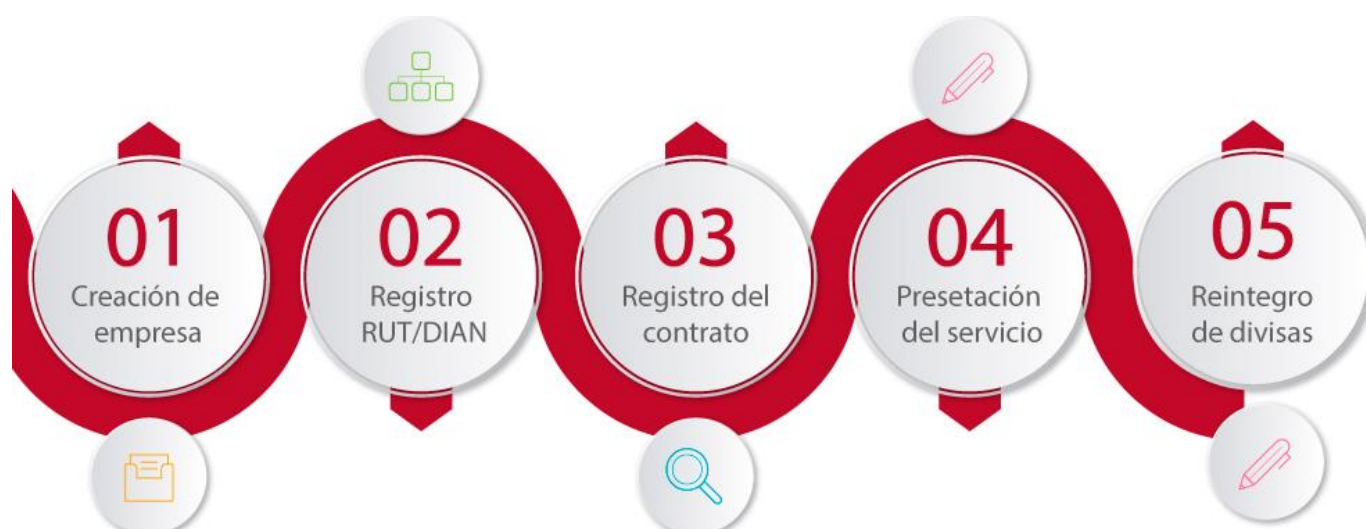 01
Creación de
empresa
02
Registro
RUT/DIAN
03
Registro del
contrato
04
Presetación
del servicio
05
Reintegro
de divisas